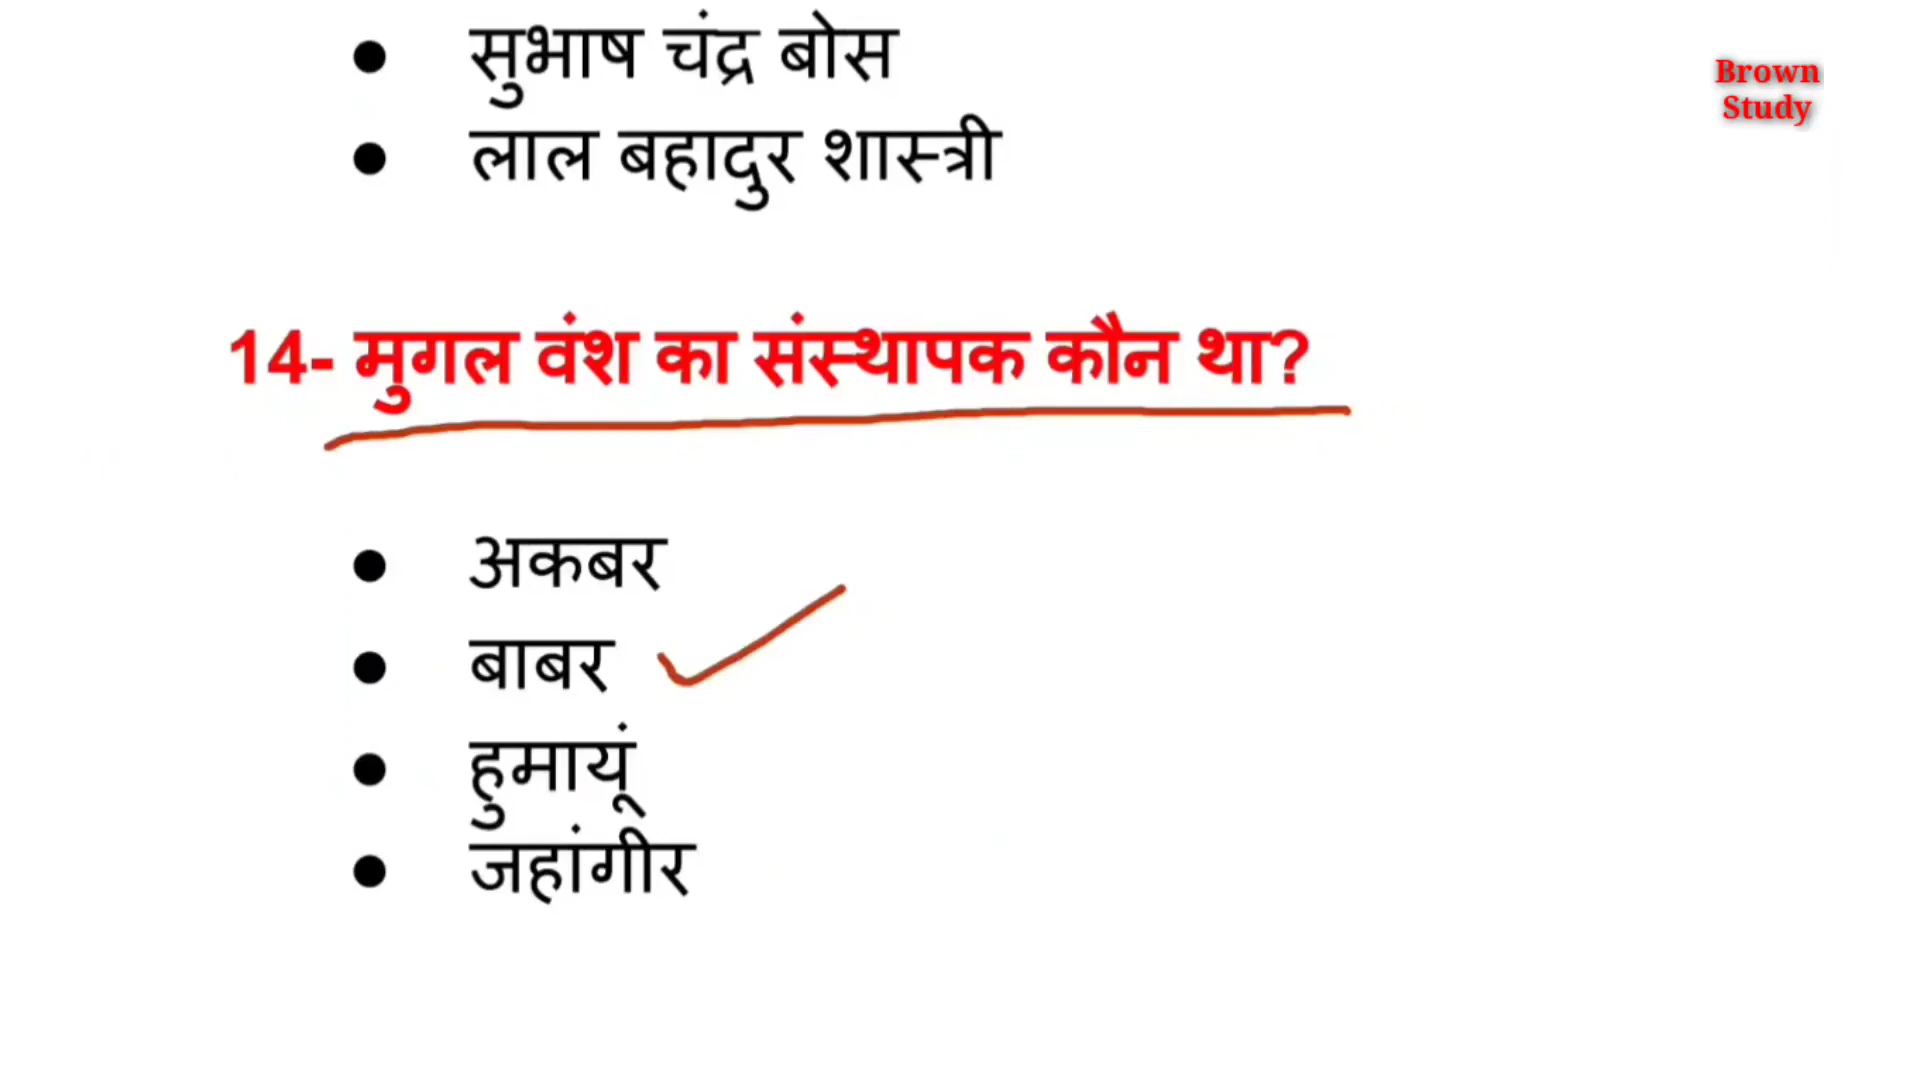 सुभाष चंद्र बोस
लाल बहादुर शास्त्री
Brown
Study
14- मुगल वंश का संस्थापक कौन था?
अकबर
बाबर
हुमायूं
जहांगीर